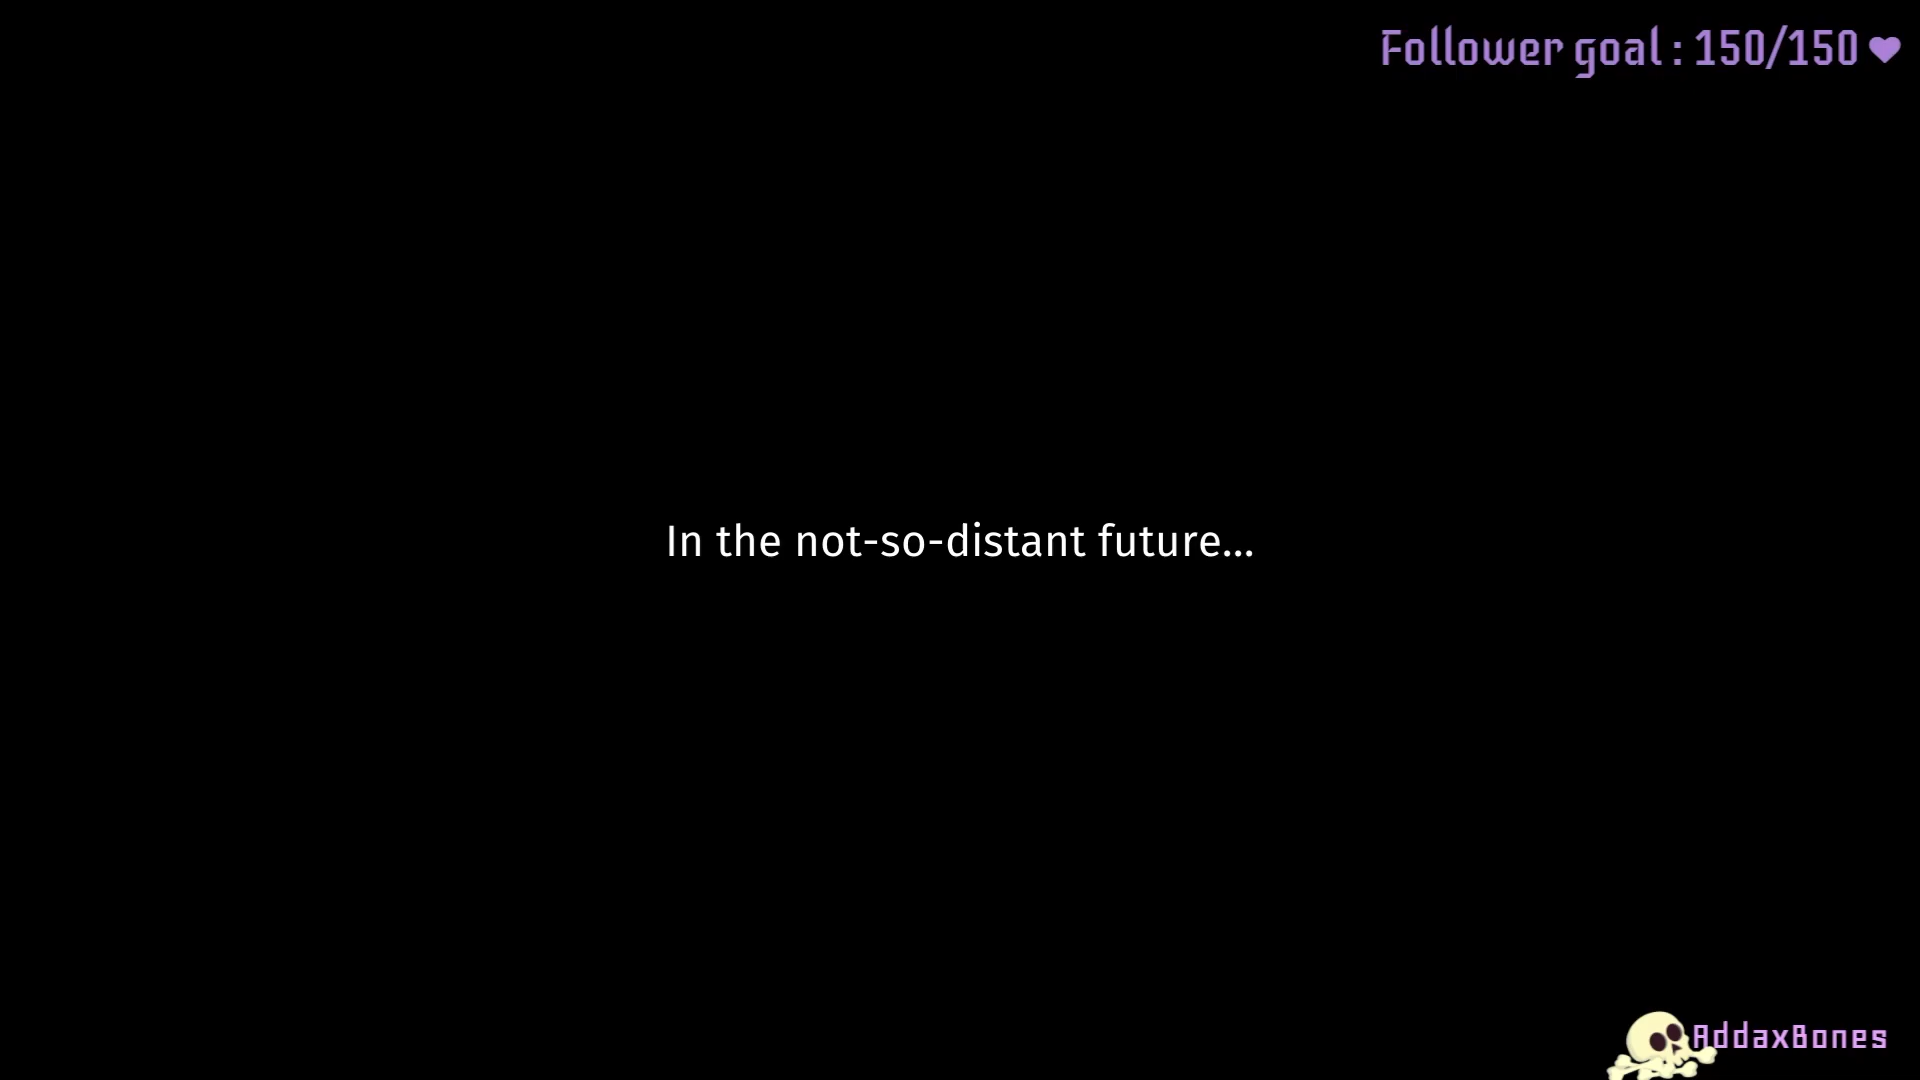 Follower goal : 150/150
In the not-so-distant future...
AddaxBones